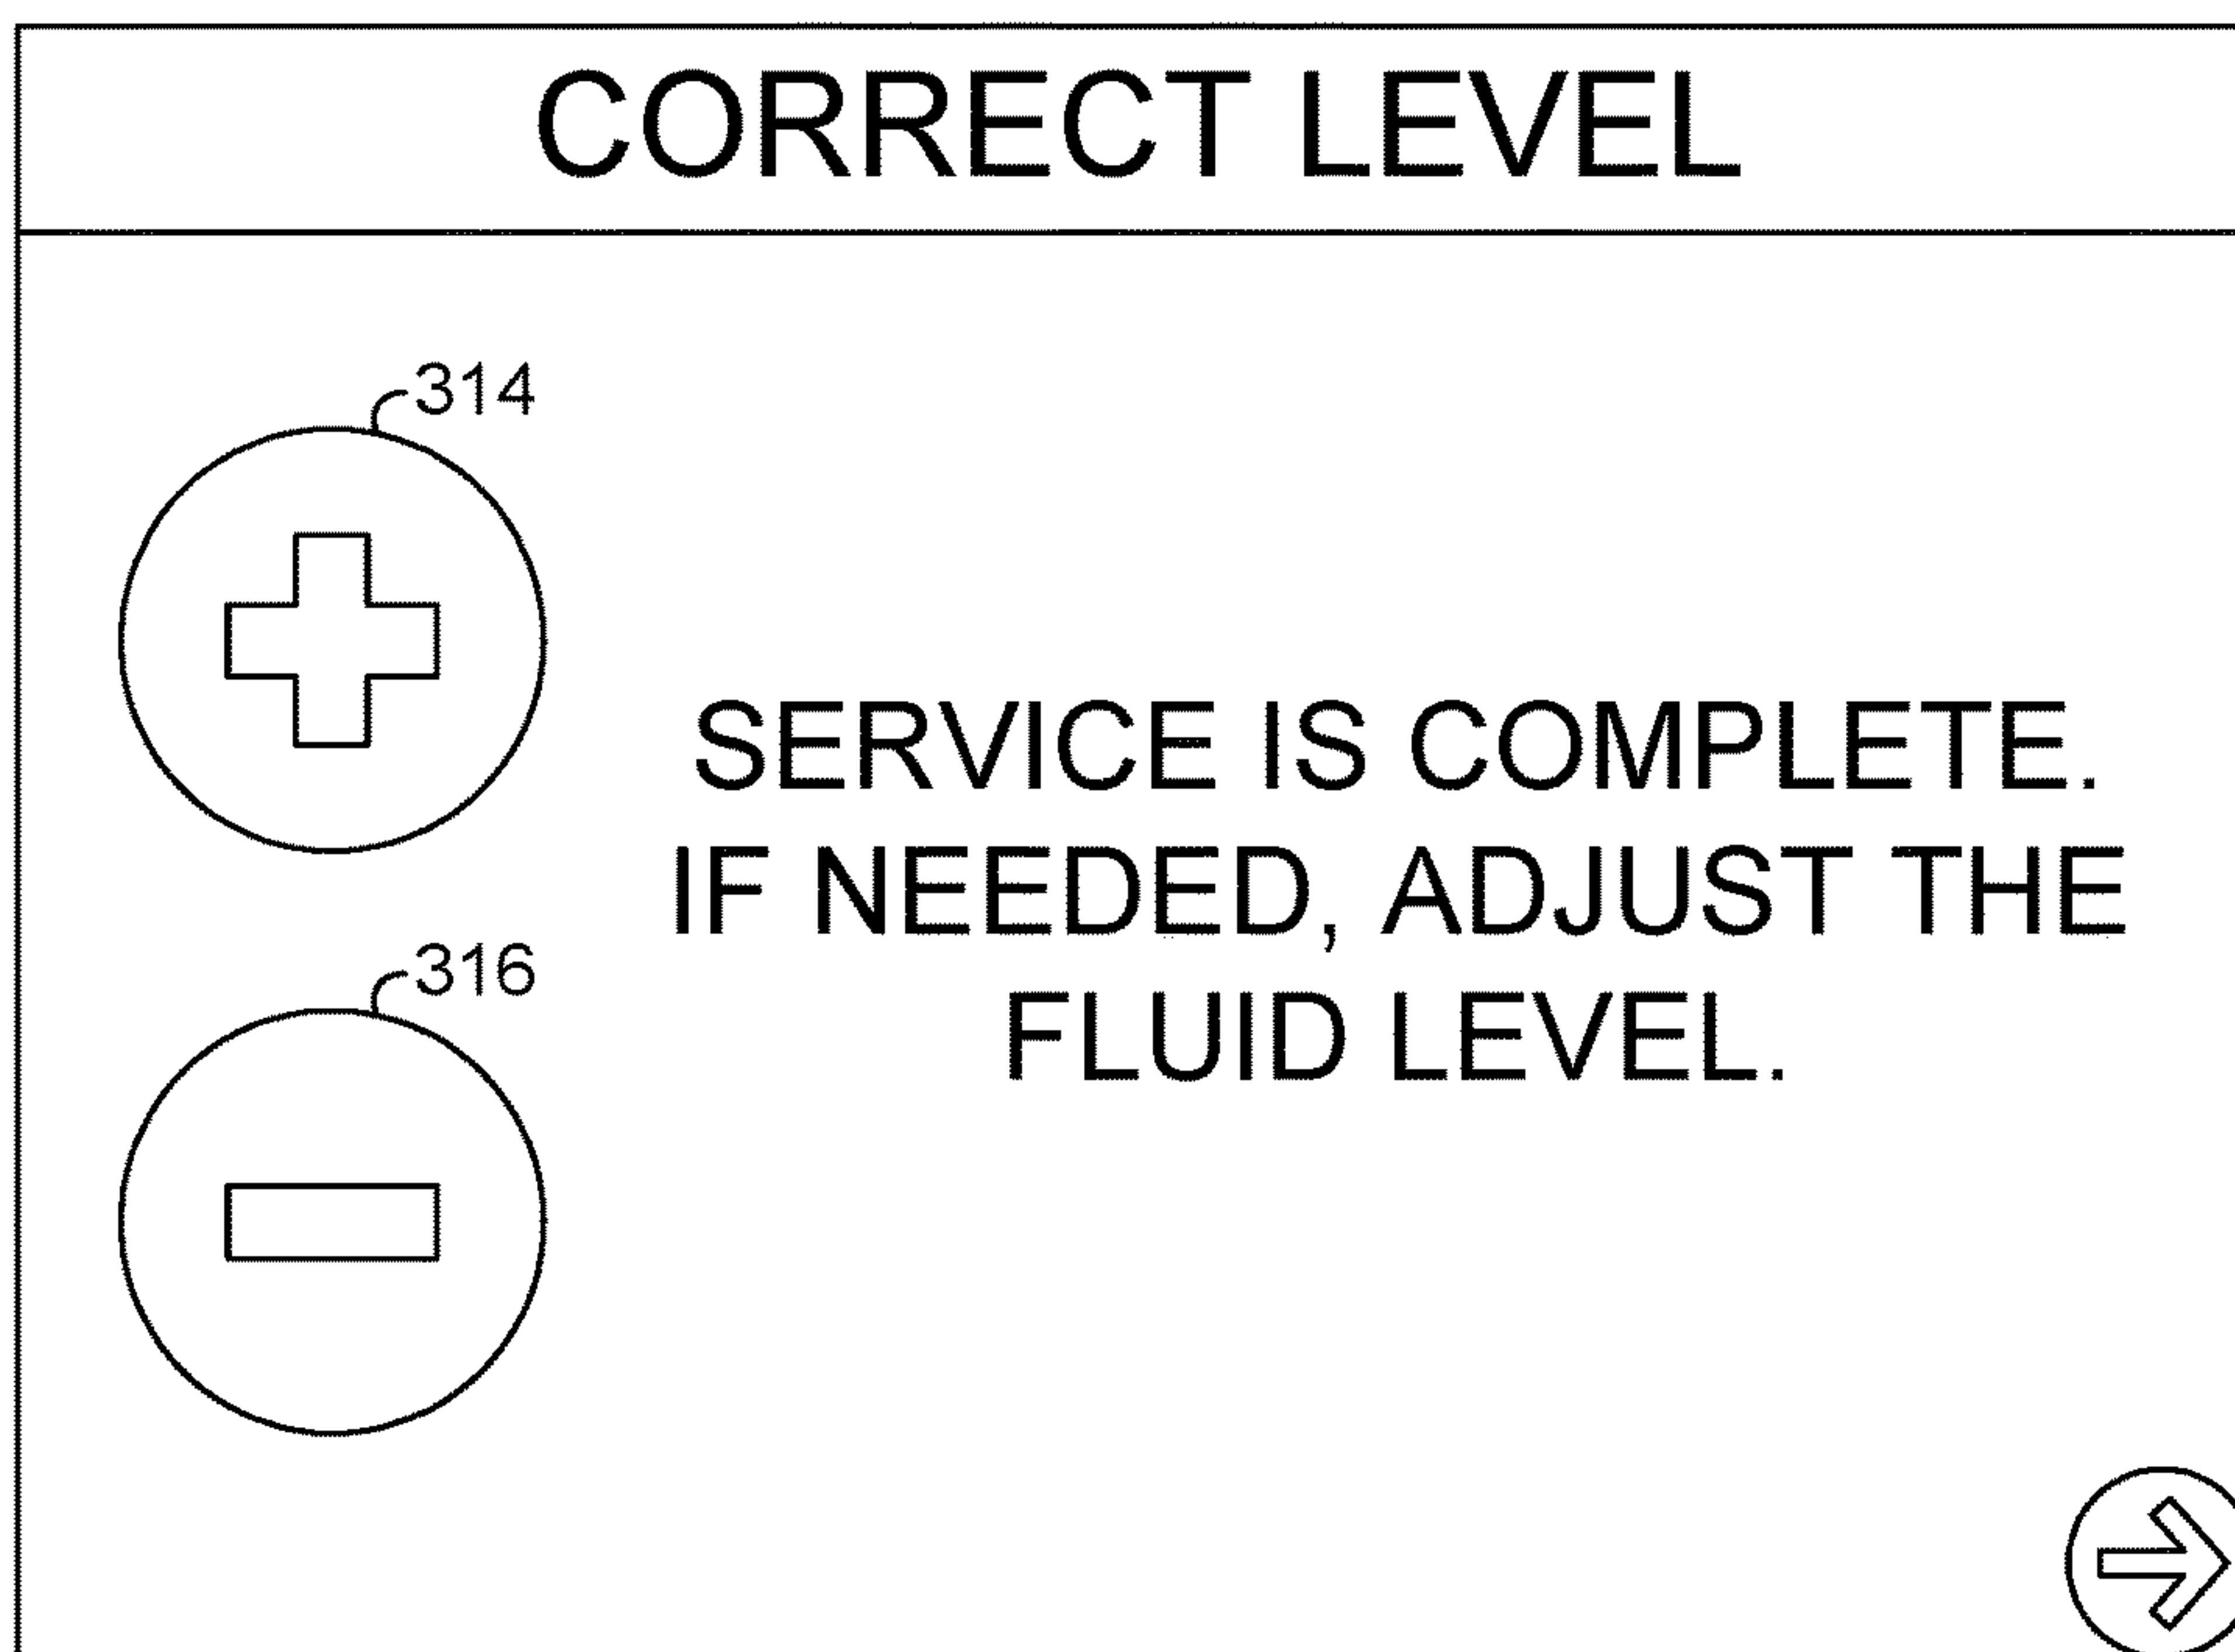 CORRECT LEVEL
314
SERVICE IS COMPLETE.
IF NEEDED, ADJUST THE
316
FLUID LEVEL.